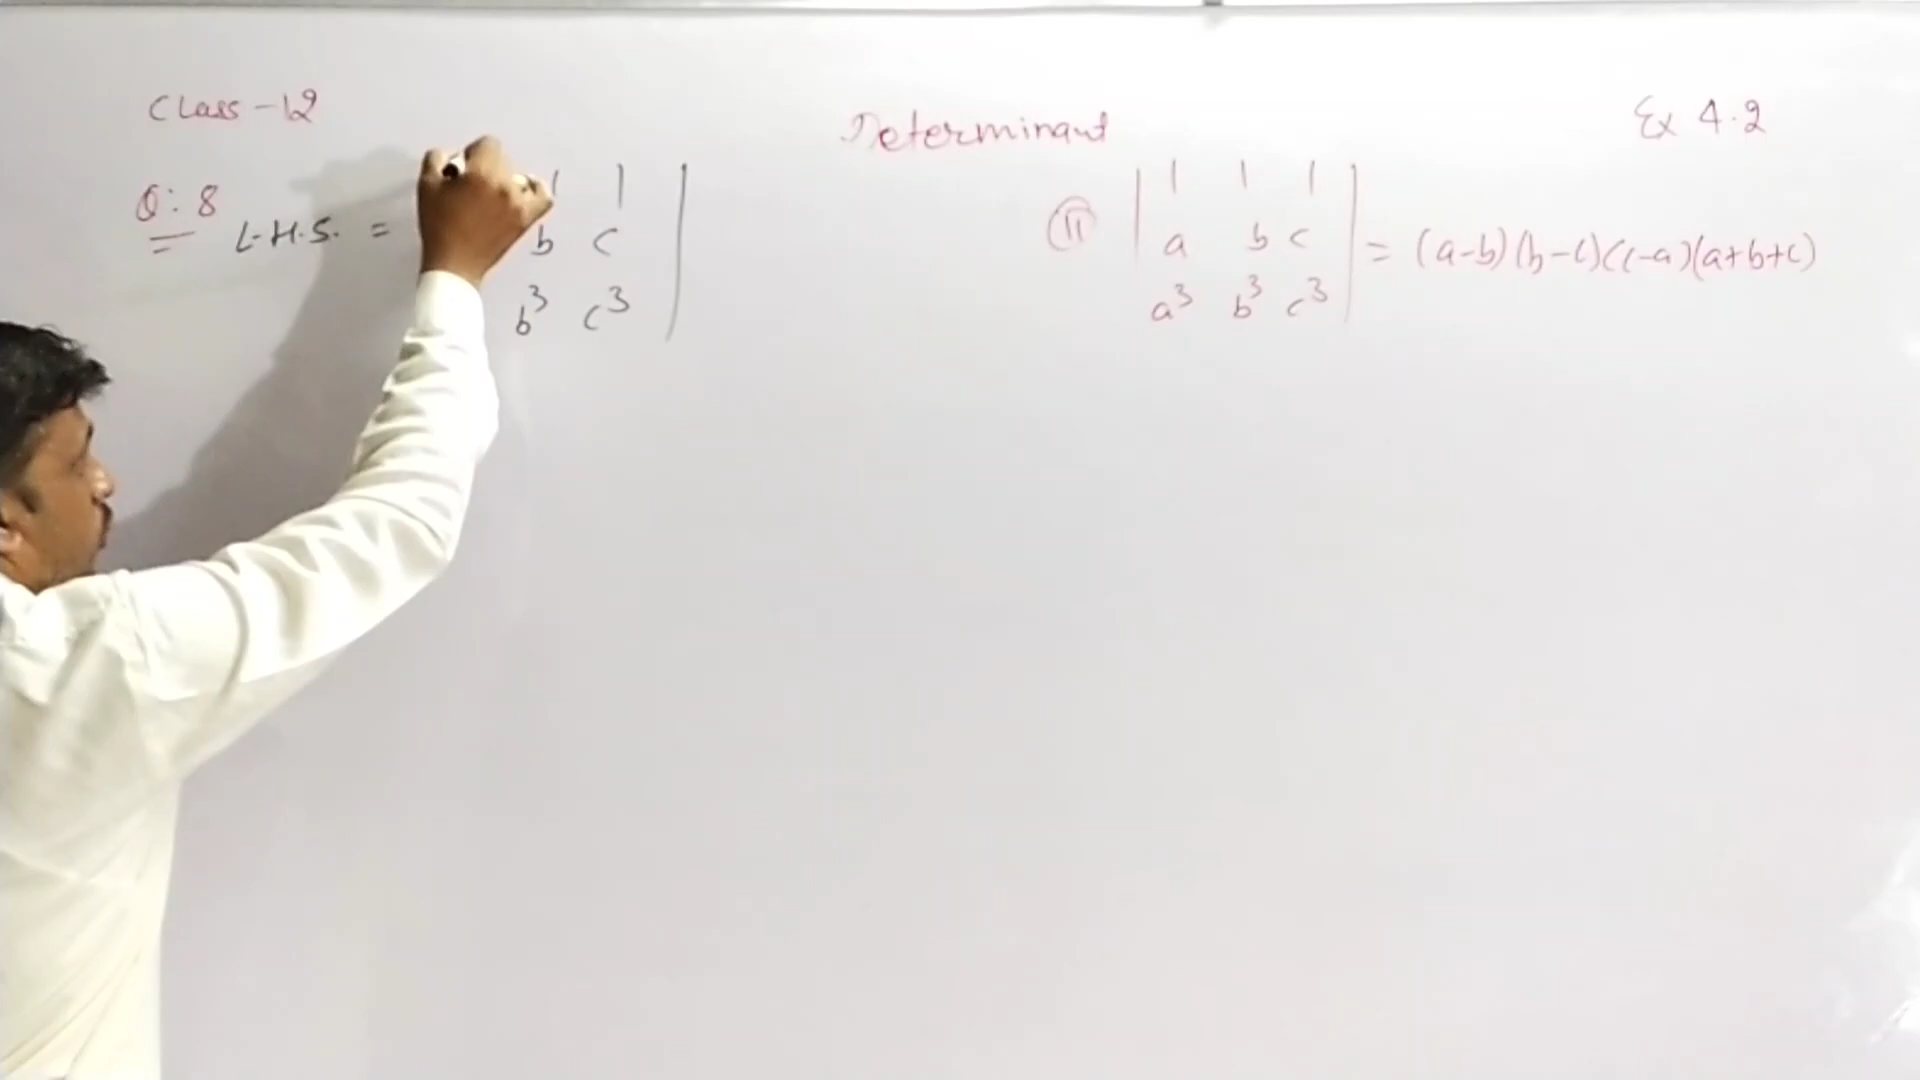 Class - 12
Determinant
Ex 4.2
Q: 8
L.H.S. =
1 1
b c
b³ c³
(ii)
1 1 1
a b c
a³ b³ c³
= (a-b)(b-c)(c-a)(a+b+c)